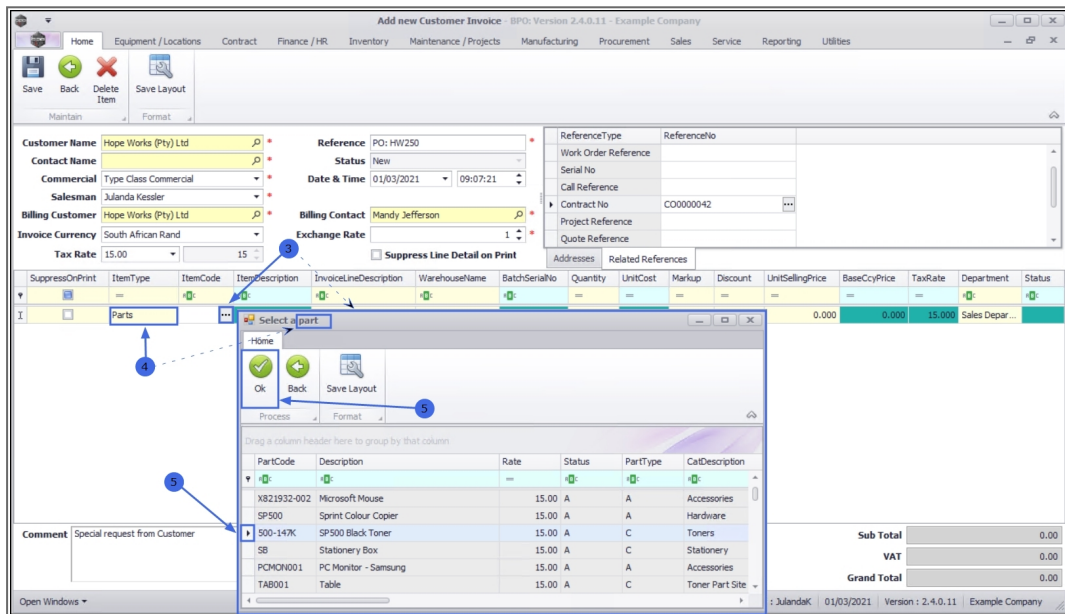 Add new Customer Invoice - BPO: Version 2.4.0.11 - Example Company
Home Equipment / Locations Contract Finance / HR Inventory Maintenance / Projects Manufacturing Procurement Sales Service Reporting Utilities
Save Back Delete Item Save Layout
Maintain Format
Customer Name Hope Works (Pty) Ltd *
Contact Name *
Commercial Type Class Commercial *
Salesman Julanda Kessler *
Billing Customer Hope Works (Pty) Ltd *
Invoice Currency South African Rand
Tax Rate 15.00 15
Reference PO: HW250 *
Status New
Date & Time 01/03/2021 09:07:21 *
Billing Contact Mandy Jefferson *
Exchange Rate 1 *
Suppress Line Detail on Print
ReferenceType ReferenceNo
Work Order Reference
Serial No
Call Reference
Contract No CO0000042
Project Reference
Quote Reference
Addresses Related References
3
SuppressOnPrint ItemType ItemCode ItemDescription InvoiceLineDescription WarehouseName BatchSerialNo Quantity UnitCost Markup Discount UnitSellingPrice BaseCcyPrice TaxRate Department Status
Parts 0.000 0.000 15.000 Sales Depar...
4
Select a part
Home
Ok Back Save Layout
5
Process Format
Drag a column header here to group by that column
PartCode Description Rate Status PartType CatDescription
5
X821932-002 Microsoft Mouse 15.00 A A Accessories
SP500 Sprint Colour Copier 15.00 A A Hardware
500-147K SP500 Black Toner 15.00 A C Toners
SB Stationery Box 15.00 A C Stationery
PCMON001 PC Monitor - Samsung 15.00 A A Accessories
TAB001 Table 15.00 A C Toner Part Site
Comment Special request from Customer
Sub Total 0.00
VAT 0.00
Grand Total 0.00
Open Windows : JulandaK 01/03/2021 Version : 2.4.0.11 Example Company